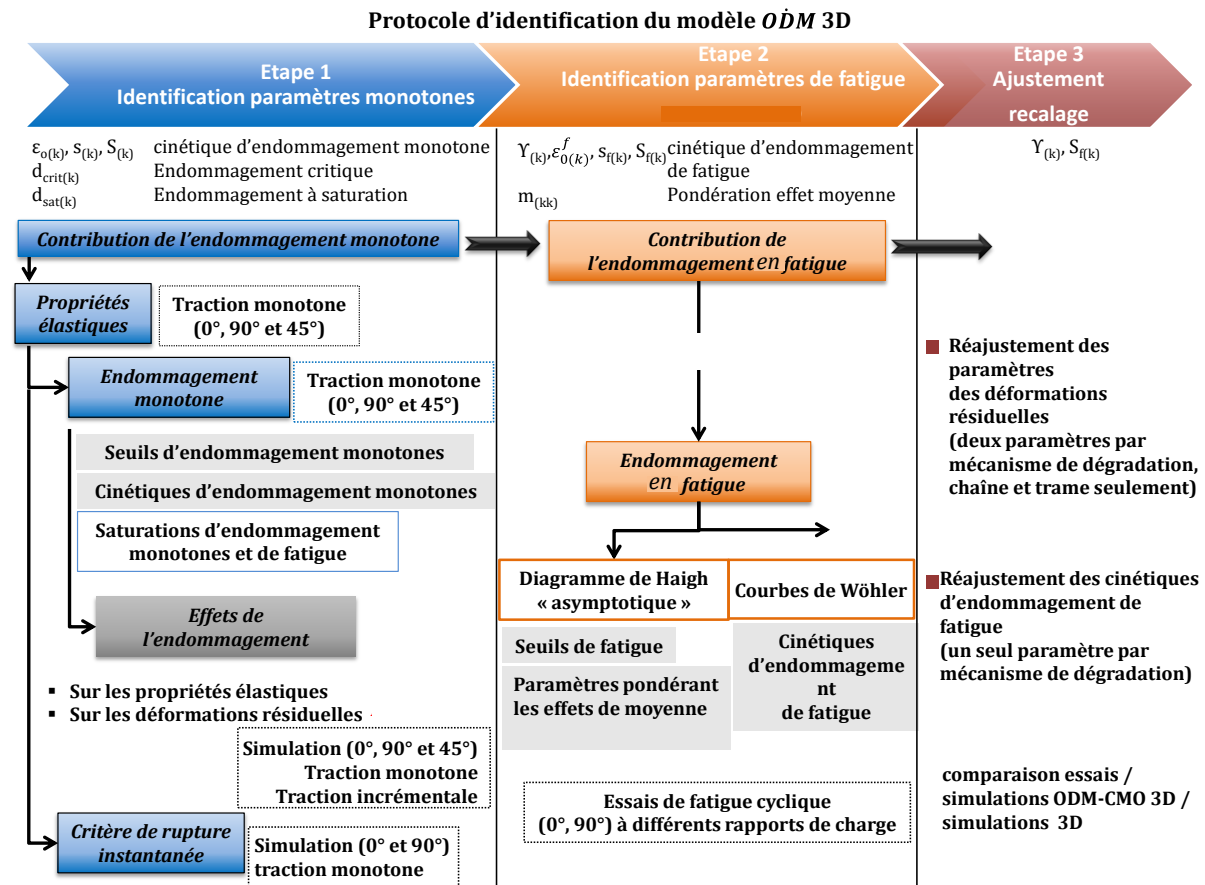 Protocole d'identification du modèle OḊM 3D
Etape 1
Identification paramètres monotones
Etape 2
Identification paramètres de fatigue
Etape 3
Ajustement
recalage
ε₀₍ₖ₎, s₍ₖ₎, S₍ₖ₎ cinétique d'endommagement monotone
d_crit(k) Endommagement critique
d_sat(k) Endommagement à saturation
ϒ_(k), ε^f_0(k), s_f(k), S_f(k) cinétique d'endommagement
de fatigue
m_(kk) Pondération effet moyenne
ϒ_(k), S_f(k)
Contribution de l'endommagement monotone
Propriétés
élastiques
Traction monotone
(0°, 90° et 45°)
Endommagement
monotone
Traction monotone
(0°, 90° et 45°)
Seuils d'endommagement monotones
Cinétiques d'endommagement monotones
Saturations d'endommagement
monotones et de fatigue
Effets de
l'endommagement
▪ Sur les propriétés élastiques
▪ Sur les déformations résiduelles
Simulation (0°, 90° et 45°)
Traction monotone
Traction incrémentale
Critère de rupture
instantanée
Simulation (0° et 90°)
traction monotone
Contribution de
l'endommagement en fatigue
Endommagement
en fatigue
Diagramme de Haigh
« asymptotique »
Courbes de Wöhler
Seuils de fatigue
Paramètres pondérant
les effets de moyenne
Cinétiques
d'endommageme
nt
de fatigue
Essais de fatigue cyclique
(0°, 90°) à différents rapports de charge
Réajustement des
paramètres
des déformations
résiduelles
(deux paramètres par
mécanisme de dégradation,
chaîne et trame seulement)
Réajustement des cinétiques
d'endommagement de
fatigue
(un seul paramètre par
mécanisme de dégradation)
comparaison essais /
simulations ODM-CMO 3D /
simulations 3D